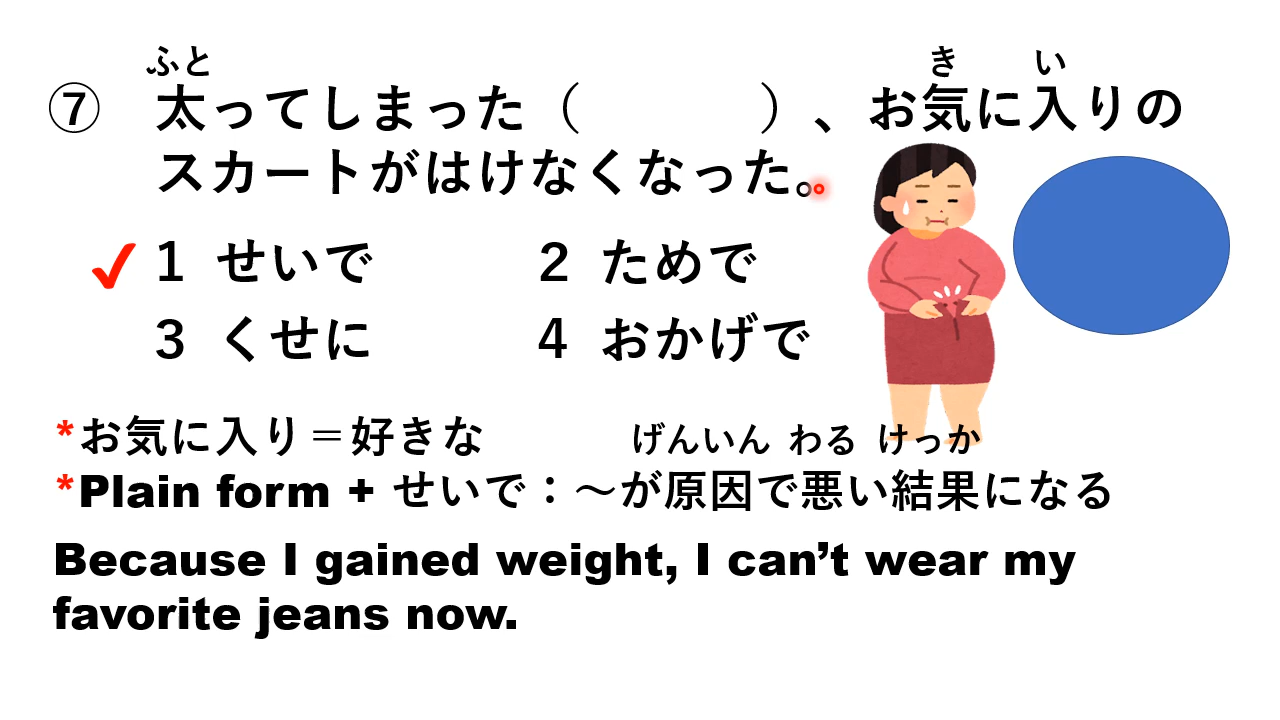 ふと き い
⑦ 太ってしまった（　　　）、お気に入りの
スカートがはけなくなった。
✓ 1 せいで 2 ためで
3 くせに 4 おかげで
*お気に入り＝好きな
げんいん わる けっか
*Plain form + せいで：～が原因で悪い結果になる
Because I gained weight, I can’t wear my
favorite jeans now.